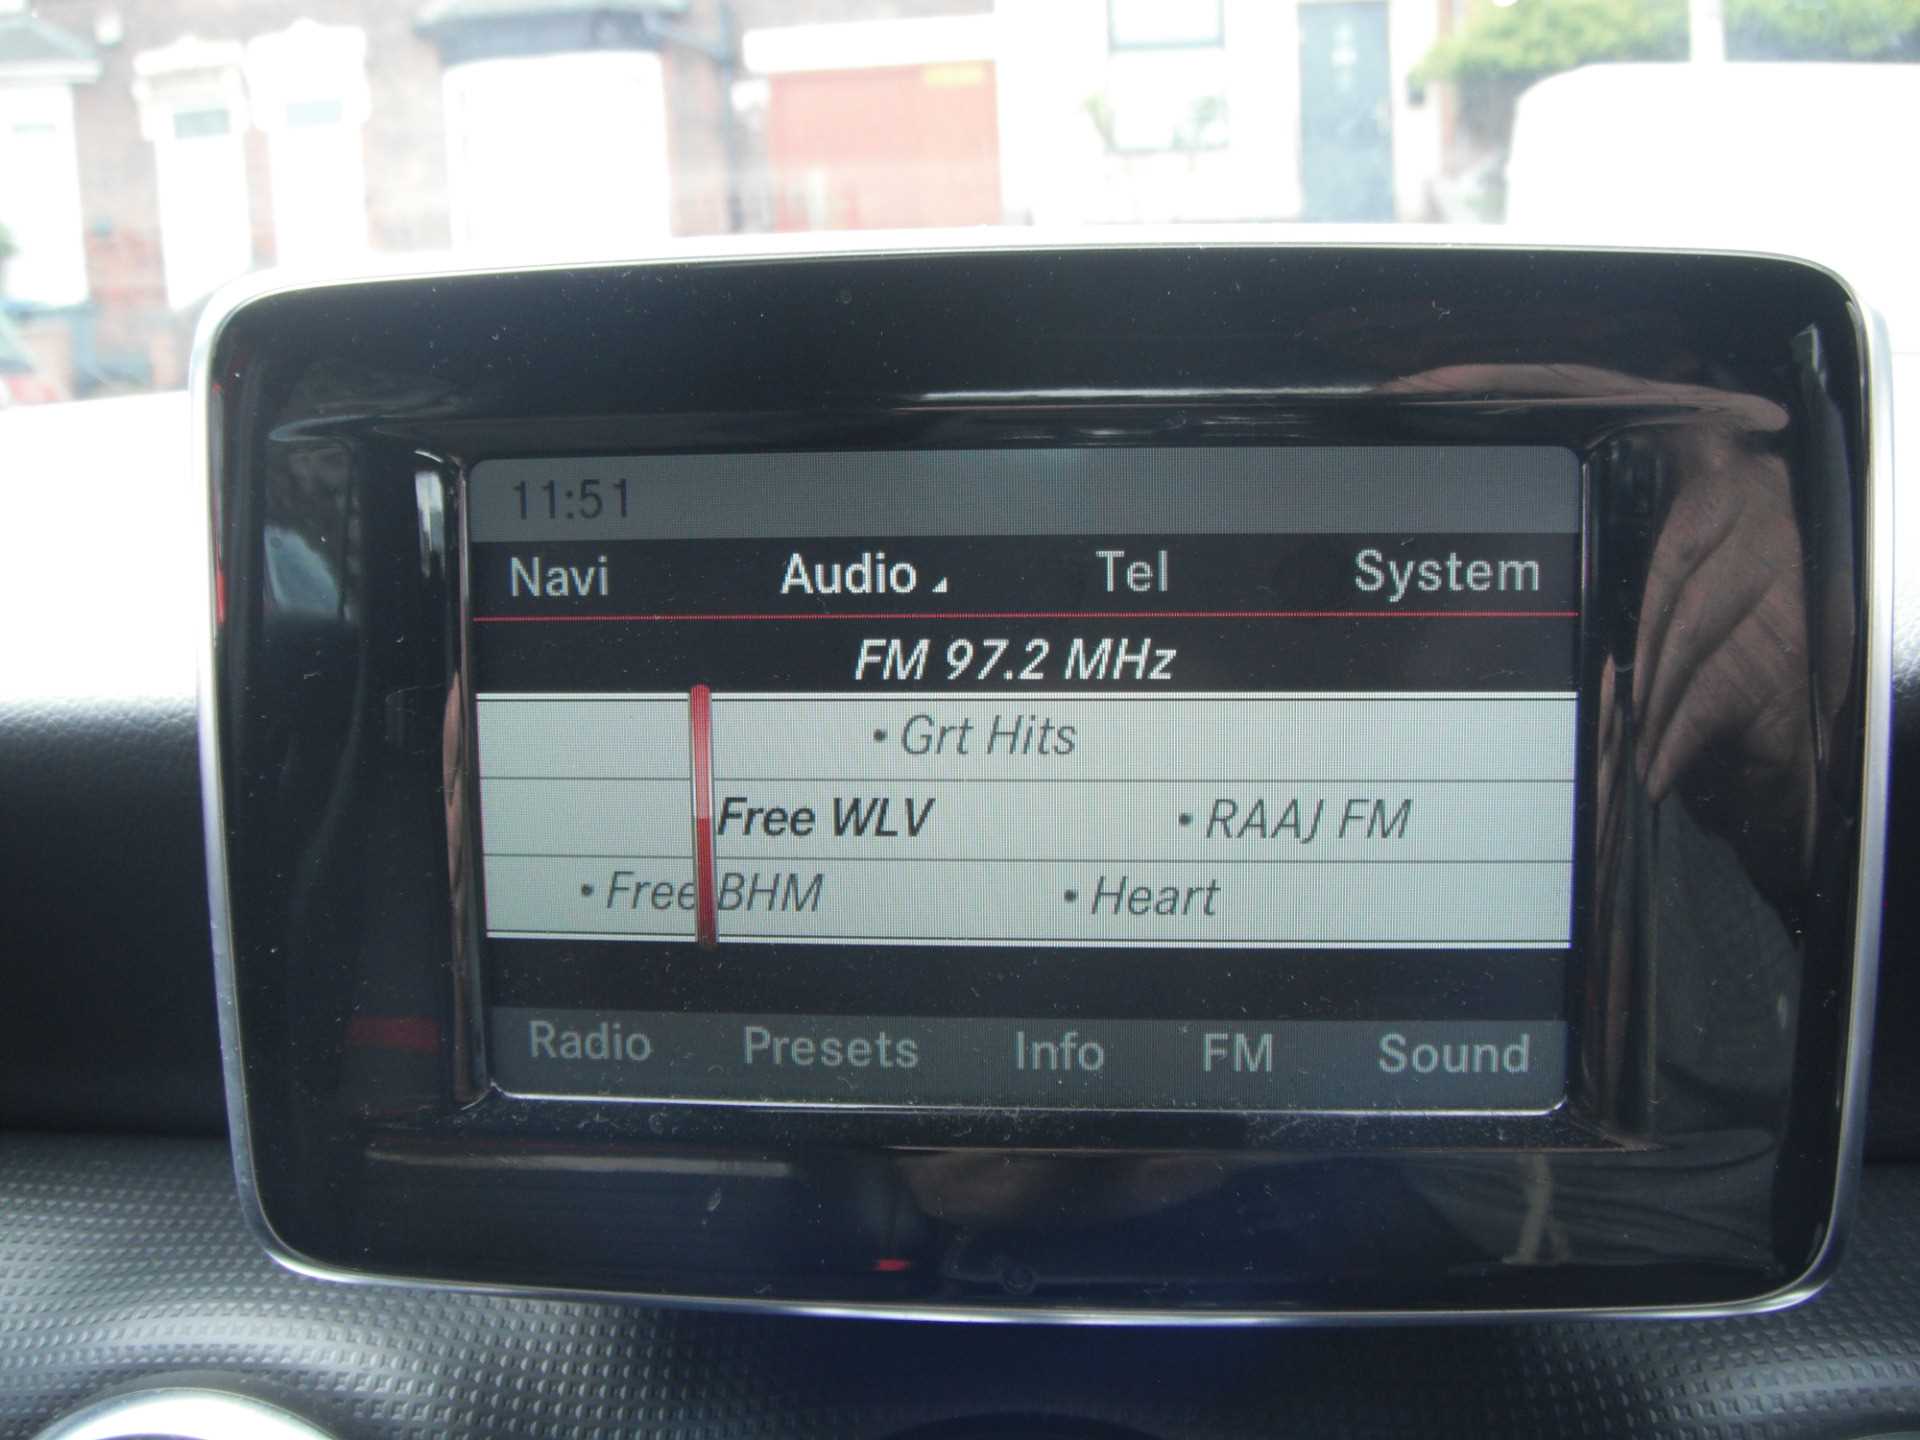 11:51
Navi Audio Tel System
FM 97.2 MHz
• Grt Hits
Free WLV • RAAJ FM
• Free BHM • Heart
Radio Presets Info FM Sound